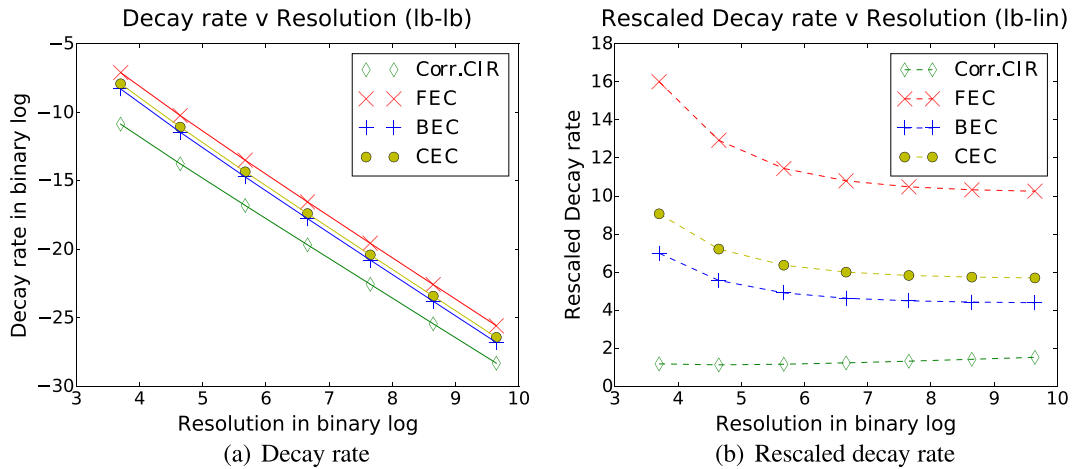 Decay rate v Resolution (lb-lb)
−5
−10
−15
−20
−25
−30
Decay rate in binary log
Corr.CIR
FEC
BEC
CEC
3 4 5 6 7 8 9 10
Resolution in binary log
(a) Decay rate
Rescaled Decay rate v Resolution (lb-lin)
18
16
14
12
10
8
6
4
2
0
Rescaled Decay rate
Corr.CIR
FEC
BEC
CEC
3 4 5 6 7 8 9 10
Resolution in binary log
(b) Rescaled decay rate